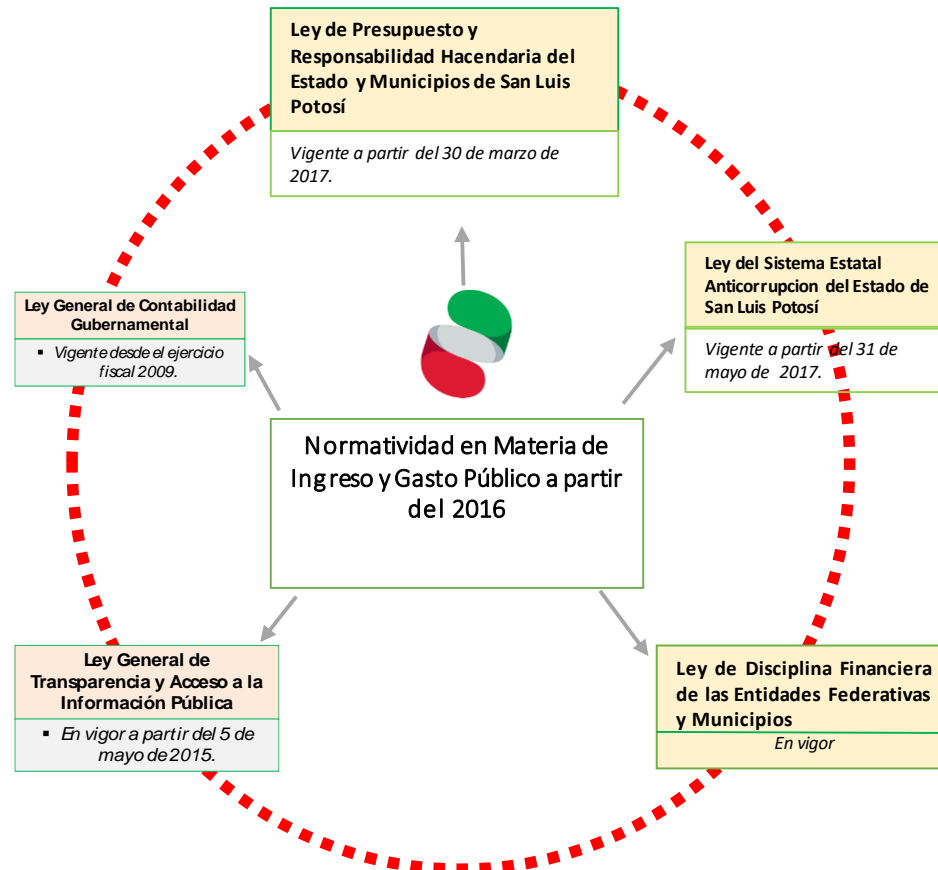 Ley de Presupuesto y
Responsabilidad Hacendaria del
Estado y Municipios de San Luis
Potosí
Vigente a partir del 30 de marzo de
2017.
Ley del Sistema Estatal
Anticorrupcion del Estado de
San Luis Potosí
Vigente a partir del 31 de
mayo de 2017.
Ley General de Contabilidad
Gubernamental
▪ Vigente desde el ejercicio
fiscal 2009.
Normatividad en Materia de
Ingreso y Gasto Público a partir
del 2016
Ley General de
Transparencia y Acceso a la
Información Pública
▪ En vigor a partir del 5 de
mayo de 2015.
Ley de Disciplina Financiera
de las Entidades Federativas
y Municipios
En vigor